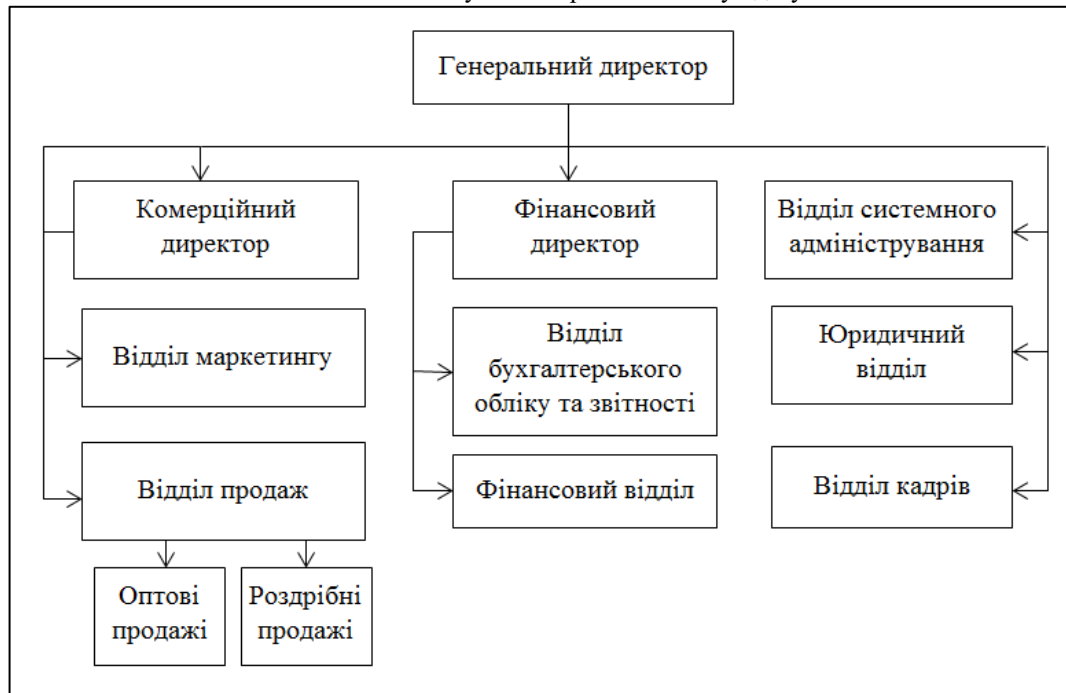 Генеральний директор
Комерційний
директор
Фінансовий
директор
Відділ системного
адміністрування
Відділ маркетингу
Відділ
бухгалтерського
обліку та звітності
Юридичний
відділ
Відділ продаж
Фінансовий відділ
Відділ кадрів
Оптові
продажі
Роздрібні
продажі